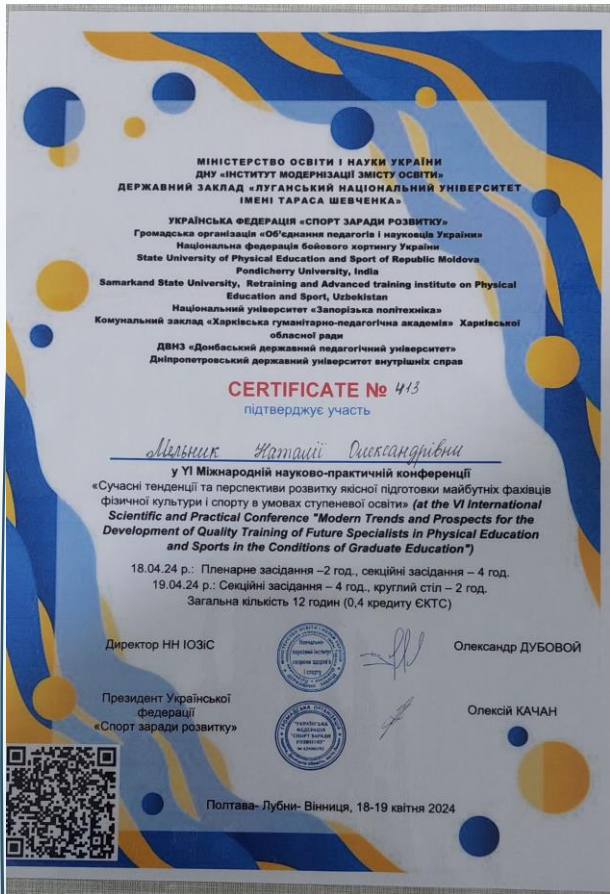 МІНІСТЕРСТВО ОСВІТИ І НАУКИ УКРАЇНИ
ДНУ «ІНСТИТУТ МОДЕРНІЗАЦІЇ ЗМІСТУ ОСВІТИ»
ДЕРЖАВНИЙ ЗАКЛАД «ЛУГАНСЬКИЙ НАЦІОНАЛЬНИЙ УНІВЕРСИТЕТ
ІМЕНІ ТАРАСА ШЕВЧЕНКА»
УКРАЇНСЬКА ФЕДЕРАЦІЯ «СПОРТ ЗАРАДИ РОЗВИТКУ»
Громадська організація «Об'єднання педагогів і науковців України»
Національна федерація бойового хортингу України
State University of Physical Education and Sport of Republic Moldova
Pondicherry University, India
Samarkand State University, Retraining and Advanced training institute on Physical
Education and Sport, Uzbekistan
Національний університет «Запорізька політехніка»
Комунальний заклад «Харківська гуманітарно-педагогічна академія» Харківської
обласної ради
ДВНЗ «Донбаський державний педагогічний університет»
Дніпропетровський державний університет внутрішніх справ
CERTIFICATE № 413
підтверджує участь
Мельник Наталії Олександрівни
у YI Міжнародній науково-практичній конференції
«Сучасні тенденції та перспективи розвитку якісної підготовки майбутніх фахівців
фізичної культури і спорту в умовах ступеневої освіти» (at the VI International
Scientific and Practical Conference "Modern Trends and Prospects for the
Development of Quality Training of Future Specialists in Physical Education
and Sports in the Conditions of Graduate Education")
18.04.24 р.: Пленарне засідання –2 год., секційні засідання – 4 год.
19.04.24 р.: Секційні засідання – 4 год., круглий стіл – 2 год.
Загальна кількість 12 годин (0,4 кредиту ЄКТС)
Директор НН ІОЗіС
Олександр ДУБОВОЙ
Президент Української
федерації
«Спорт заради розвитку»
Олексій КАЧАН
"УКРАЇНСЬКА
ФЕДЕРАЦІЯ
"СПОРТ ЗАРАДИ
РОЗВИТКУ"
Полтава- Лубни- Вінниця, 18-19 квітня 2024